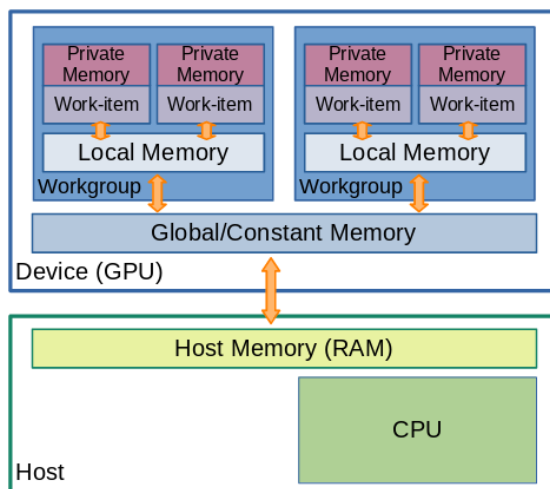 Private Memory
Private Memory
Private Memory
Private Memory
Work-item
Work-item
Work-item
Work-item
Local Memory
Local Memory
Workgroup
Workgroup
Global/Constant Memory
Device (GPU)
Host Memory (RAM)
CPU
Host